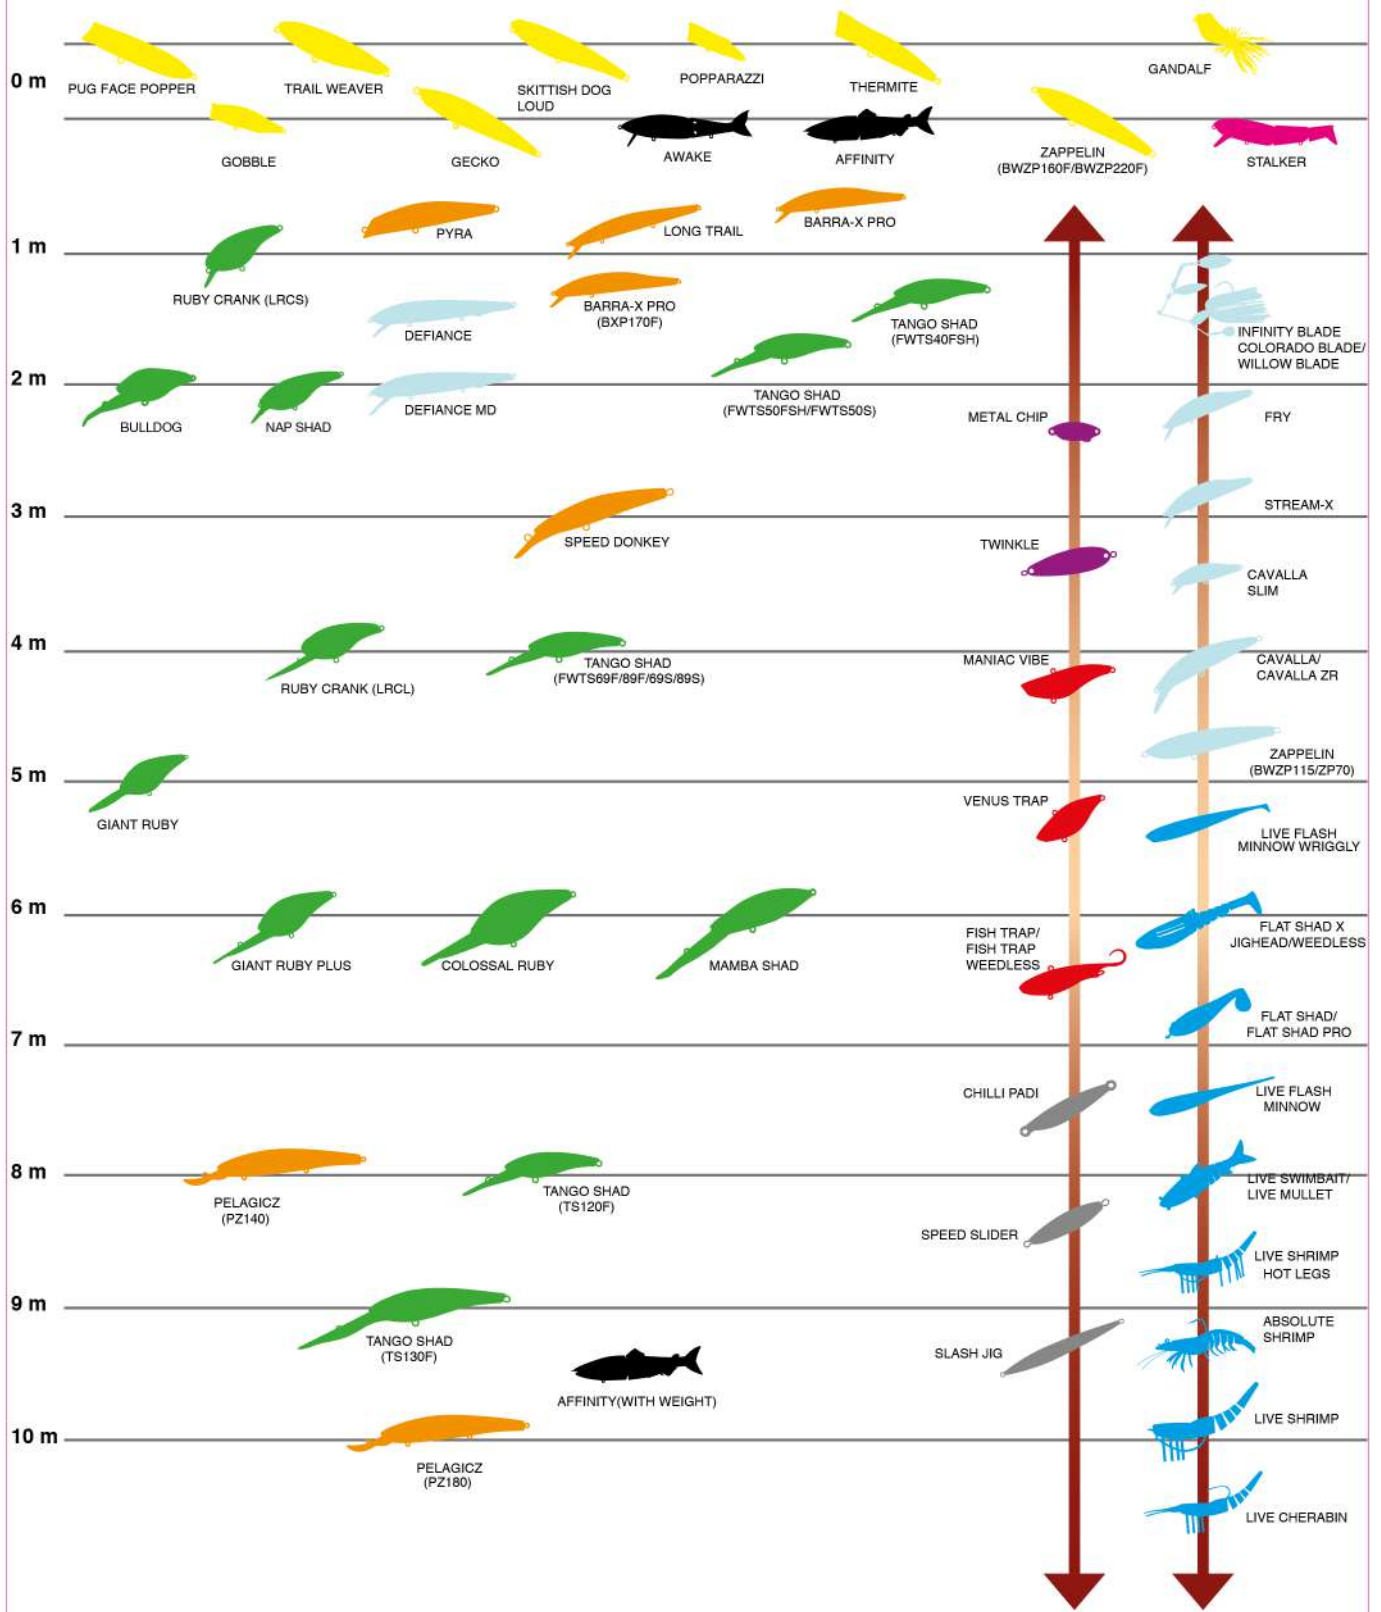 0 m
PUG FACE POPPER
TRAIL WEAVER
SKITTISH DOG
LOUD
POPPARAZZI
THERMITE
GANDALF
GOBBLE
GECKO
AWAKE
AFFINITY
ZAPPELIN
(BWZP160F/BWZP220F)
STALKER
1 m
PYRA
LONG TRAIL
BARRA-X PRO
RUBY CRANK (LRCS)
DEFIANCE
BARRA-X PRO
(BXP170F)
TANGO SHAD
(FWTS40FSH)
INFINITY BLADE
COLORADO BLADE/
WILLOW BLADE
2 m
BULLDOG
NAP SHAD
DEFIANCE MD
TANGO SHAD
(FWTS50FSH/FWTS50S)
METAL CHIP
FRY
3 m
SPEED DONKEY
TWINKLE
STREAM-X
CAVALLA
SLIM
4 m
RUBY CRANK (LRCL)
TANGO SHAD
(FWTS69F/89F/69S/89S)
MANIAC VIBE
CAVALLA/
CAVALLA ZR
5 m
GIANT RUBY
VENUS TRAP
ZAPPELIN
(BWZP115/ZP70)
LIVE FLASH
MINNOW WRIGGLY
6 m
GIANT RUBY PLUS
COLOSSAL RUBY
MAMBA SHAD
FISH TRAP/
FISH TRAP
WEEDLESS
FLAT SHAD X
JIGHEAD/WEEDLESS
7 m
FLAT SHAD/
FLAT SHAD PRO
CHILLI PADI
LIVE FLASH
MINNOW
8 m
PELAGICZ
(PZ140)
TANGO SHAD
(TS120F)
SPEED SLIDER
LIVE SWIMBAIT/
LIVE MULLET
LIVE SHRIMP
HOT LEGS
9 m
TANGO SHAD
(TS130F)
AFFINITY(WITH WEIGHT)
SLASH JIG
ABSOLUTE
SHRIMP
10 m
PELAGICZ
(PZ180)
LIVE SHRIMP
LIVE CHERABIN